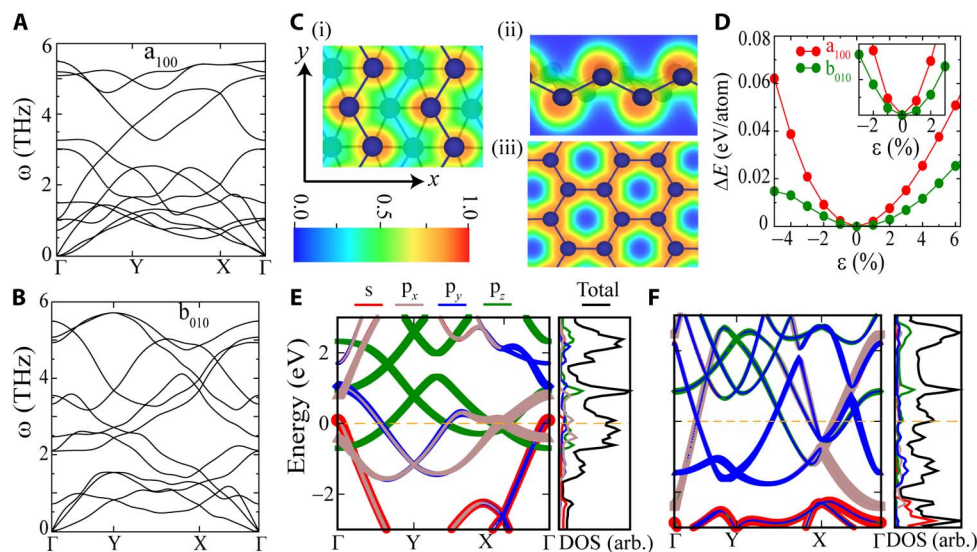 A
a100
ω (THz)
6
4
2
0
Γ Y X Γ
B
b010
ω (THz)
6
4
2
0
Γ Y X Γ
C
(i)
y
x
(ii)
(iii)
0.0 0.5 1.0
D
a100
b010
ΔE (eV/atom)
0.08
0.06
0.04
0.02
0
-4 -2 0 2 4 6
ε (%)
-2 0 2
ε (%)
E
s px py pz Total
Energy (eV)
2
0
−2
Γ Y X Γ DOS (arb.)
F
Γ Y X Γ DOS (arb.)